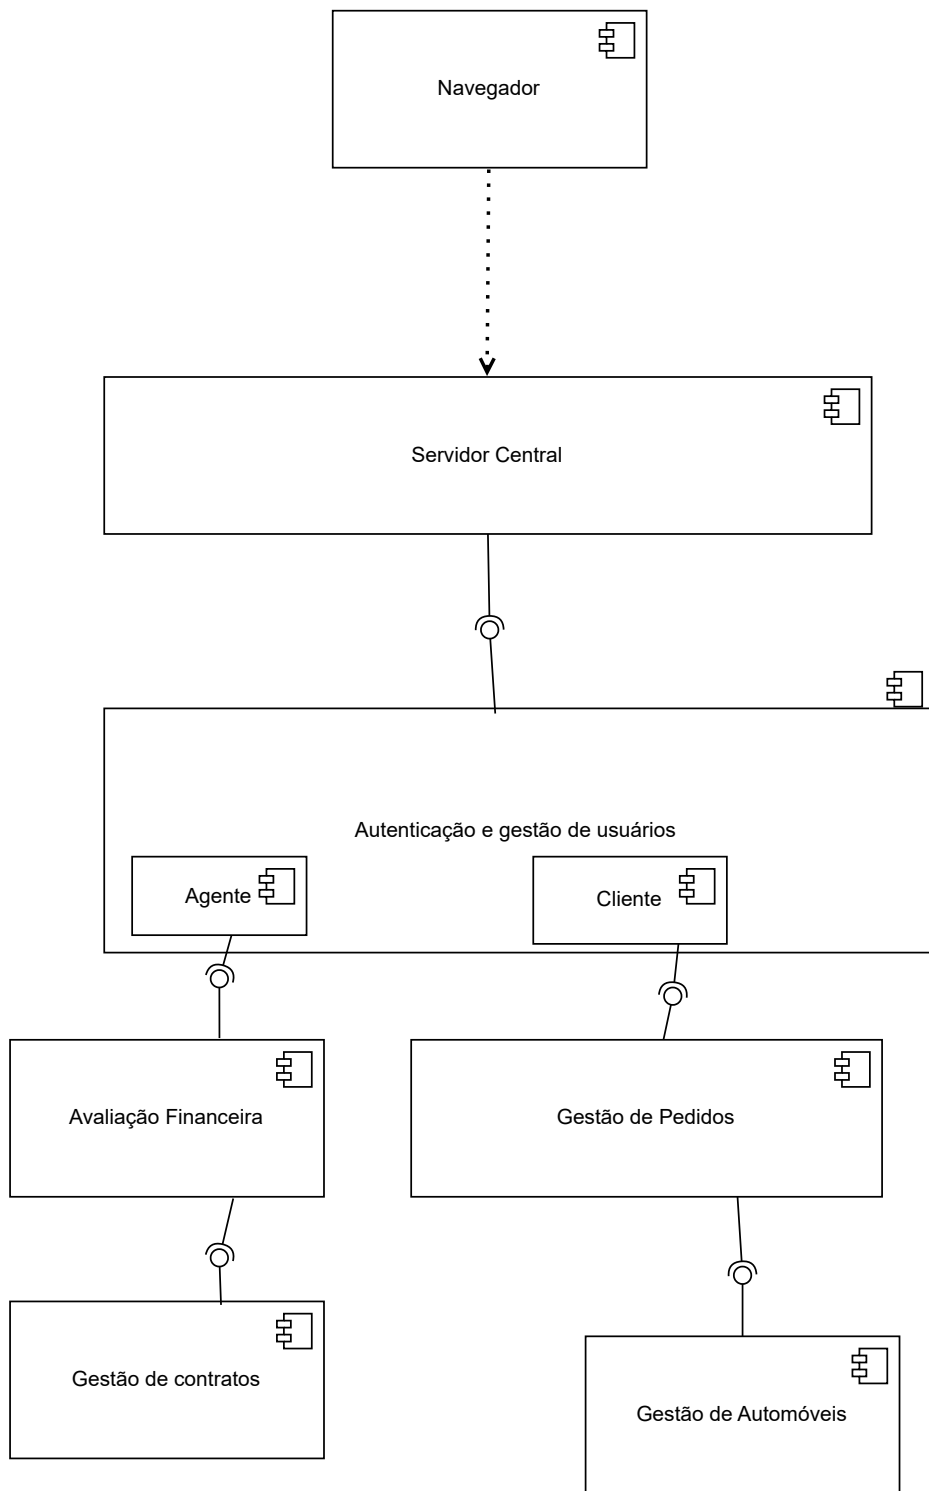 Navegador
Servidor Central
Autenticação e gestão de usuários
Agente
Cliente
Avaliação Financeira
Gestão de Pedidos
Gestão de contratos
Gestão de Automóveis